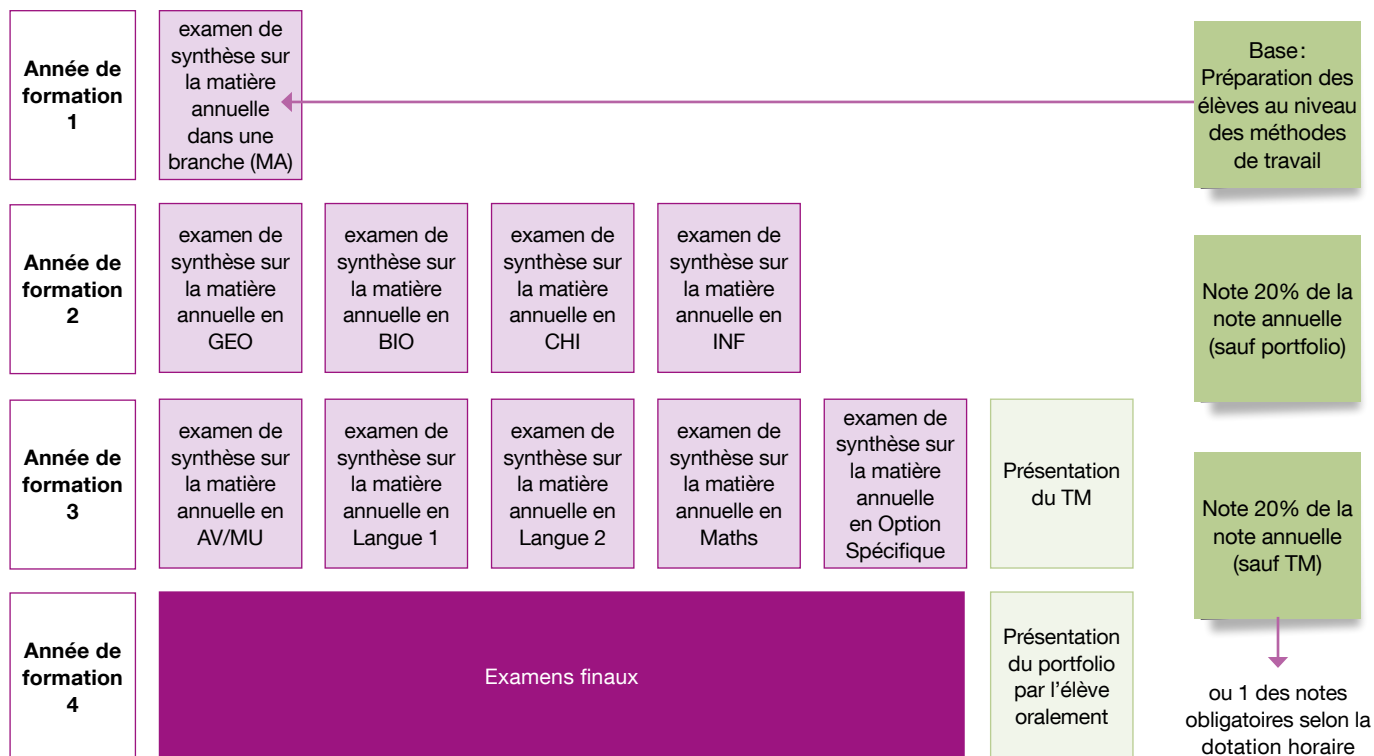 Année de
formation
1
examen de
synthèse sur
la matière
annuelle
dans une
branche (MA)
Base :
Préparation des
élèves au niveau
des méthodes
de travail
Année de
formation
2
examen de
synthèse sur
la matière
annuelle en
GEO
examen de
synthèse sur
la matière
annuelle en
BIO
examen de
synthèse sur
la matière
annuelle en
CHI
examen de
synthèse sur
la matière
annuelle en
INF
Note 20% de la
note annuelle
(sauf portfolio)
Année de
formation
3
examen de
synthèse sur
la matière
annuelle en
AV/MU
examen de
synthèse sur
la matière
annuelle en
Langue 1
examen de
synthèse sur
la matière
annuelle en
Langue 2
examen de
synthèse sur
la matière
annuelle en
Maths
examen de
synthèse sur
la matière
annuelle
en Option
Spécifique
Présentation
du TM
Note 20% de la
note annuelle
(sauf TM)
Année de
formation
4
Examens finaux
Présentation
du portfolio
par l’élève
oralement
ou 1 des notes
obligatoires selon la
dotation horaire